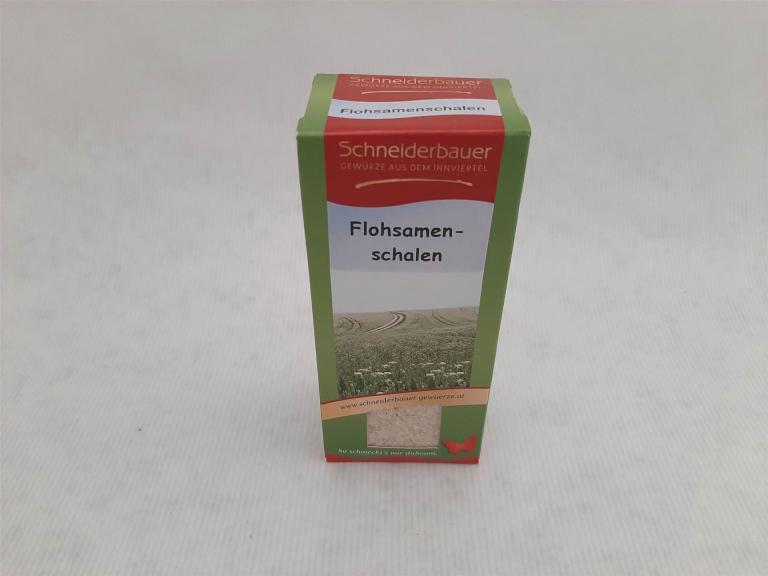 Schneiderbauer
GEWÜRZE AUS DEM INNVIERTEL
Flohsamenschalen
Schneiderbauer
GEWÜRZE AUS DEM INNVIERTEL
Flohsamen-
schalen
www.schneiderbauer-gewuerze.at
So schmeckt's nur dahoam.